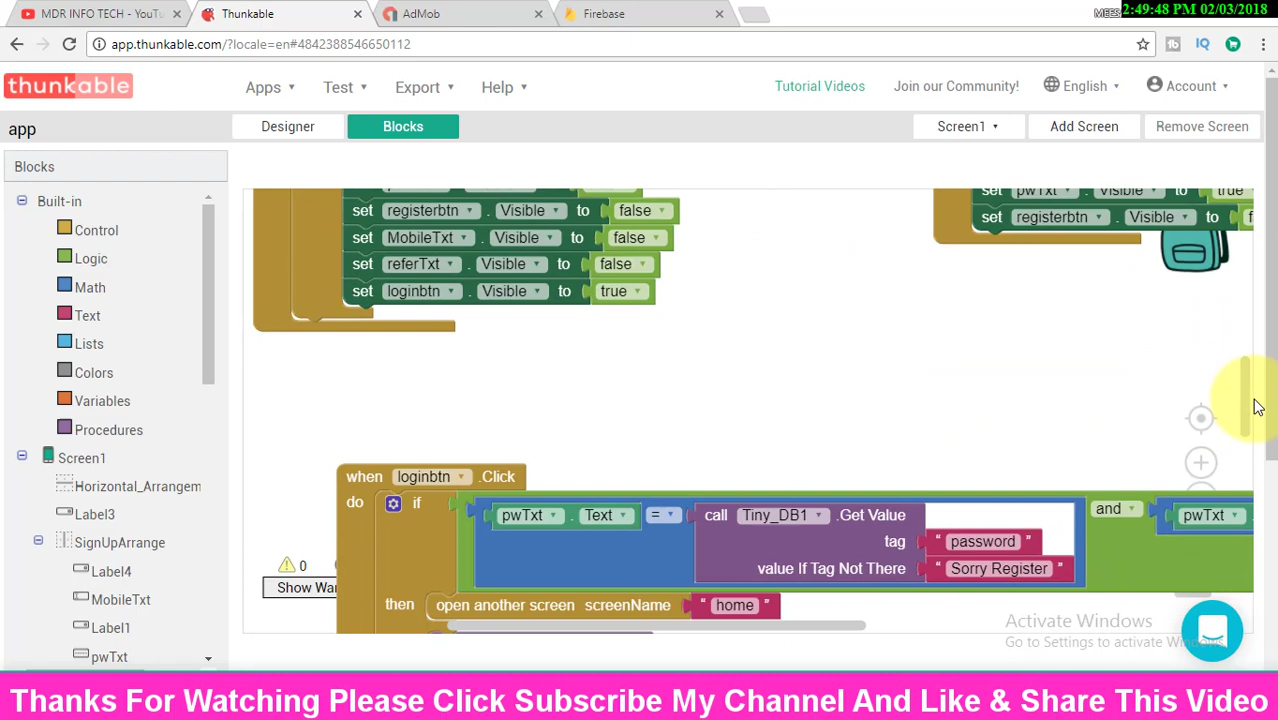 MDR INFO TECH - YouTu
Thunkable
AdMob
Firebase
MEES
2:49:48 PM 02/03/2018
app.thunkable.com/?locale=en#4842388546650112
IQ
thunkable
Apps
Test
Export
Help
Tutorial Videos
Join our Community!
English
Account
app
Designer
Blocks
Screen1
Add Screen
Remove Screen
Blocks
Built-in
Control
Logic
Math
Text
Lists
Colors
Variables
Procedures
Screen1
Horizontal_Arrangem
Label3
SignUpArrange
Label4
MobileTxt
Label1
pwTxt
set registerbtn . Visible to false
set MobileTxt . Visible to false
set referTxt . Visible to false
set loginbtn . Visible to true
set pwTxt . Visible to true
set registerbtn . Visible to f
when loginbtn .Click
do if pwTxt . Text = call Tiny_DB1 .Get Value and pwTxt .
tag " password "
value If Tag Not There " Sorry Register "
then open another screen screenName " home "
0
Show War
Activate Windows
Go to Settings to activate Windows.
Thanks For Watching Please Click Subscribe My Channel And Like & Share This Video